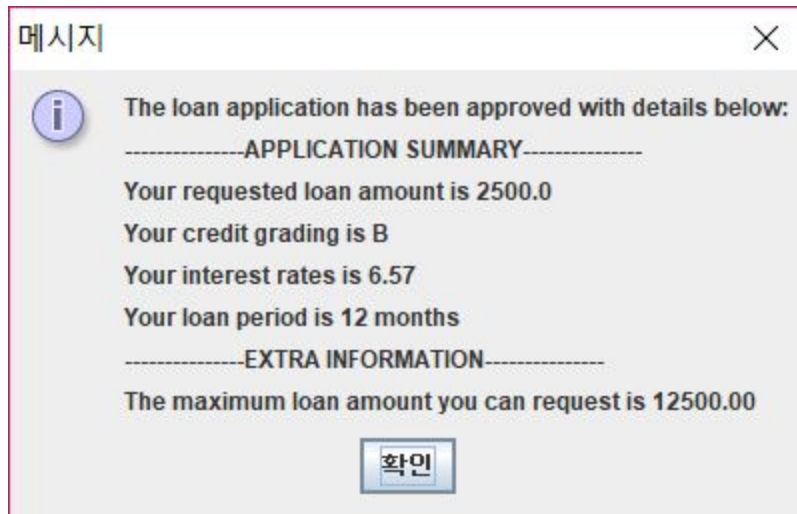 메시지
The loan application has been approved with details below:
---------------APPLICATION SUMMARY---------------
Your requested loan amount is 2500.0
Your credit grading is B
Your interest rates is 6.57
Your loan period is 12 months
---------------EXTRA INFORMATION---------------
The maximum loan amount you can request is 12500.00
확인